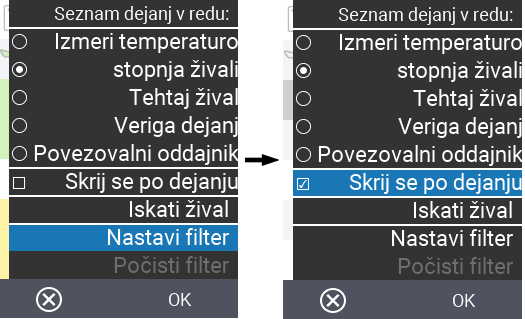 Seznam dejanj v redu:
Izmeri temperaturo
stopnja živali
Tehtaj žival
Veriga dejanj
Povezovalni oddajnik
Skrij se po dejanju
Iskati žival
Nastavi filter
Počisti filter
OK
Seznam dejanj v redu:
Izmeri temperaturo
stopnja živali
Tehtaj žival
Veriga dejanj
Povezovalni oddajnik
Skrij se po dejanju
Iskati žival
Nastavi filter
Počisti filter
OK